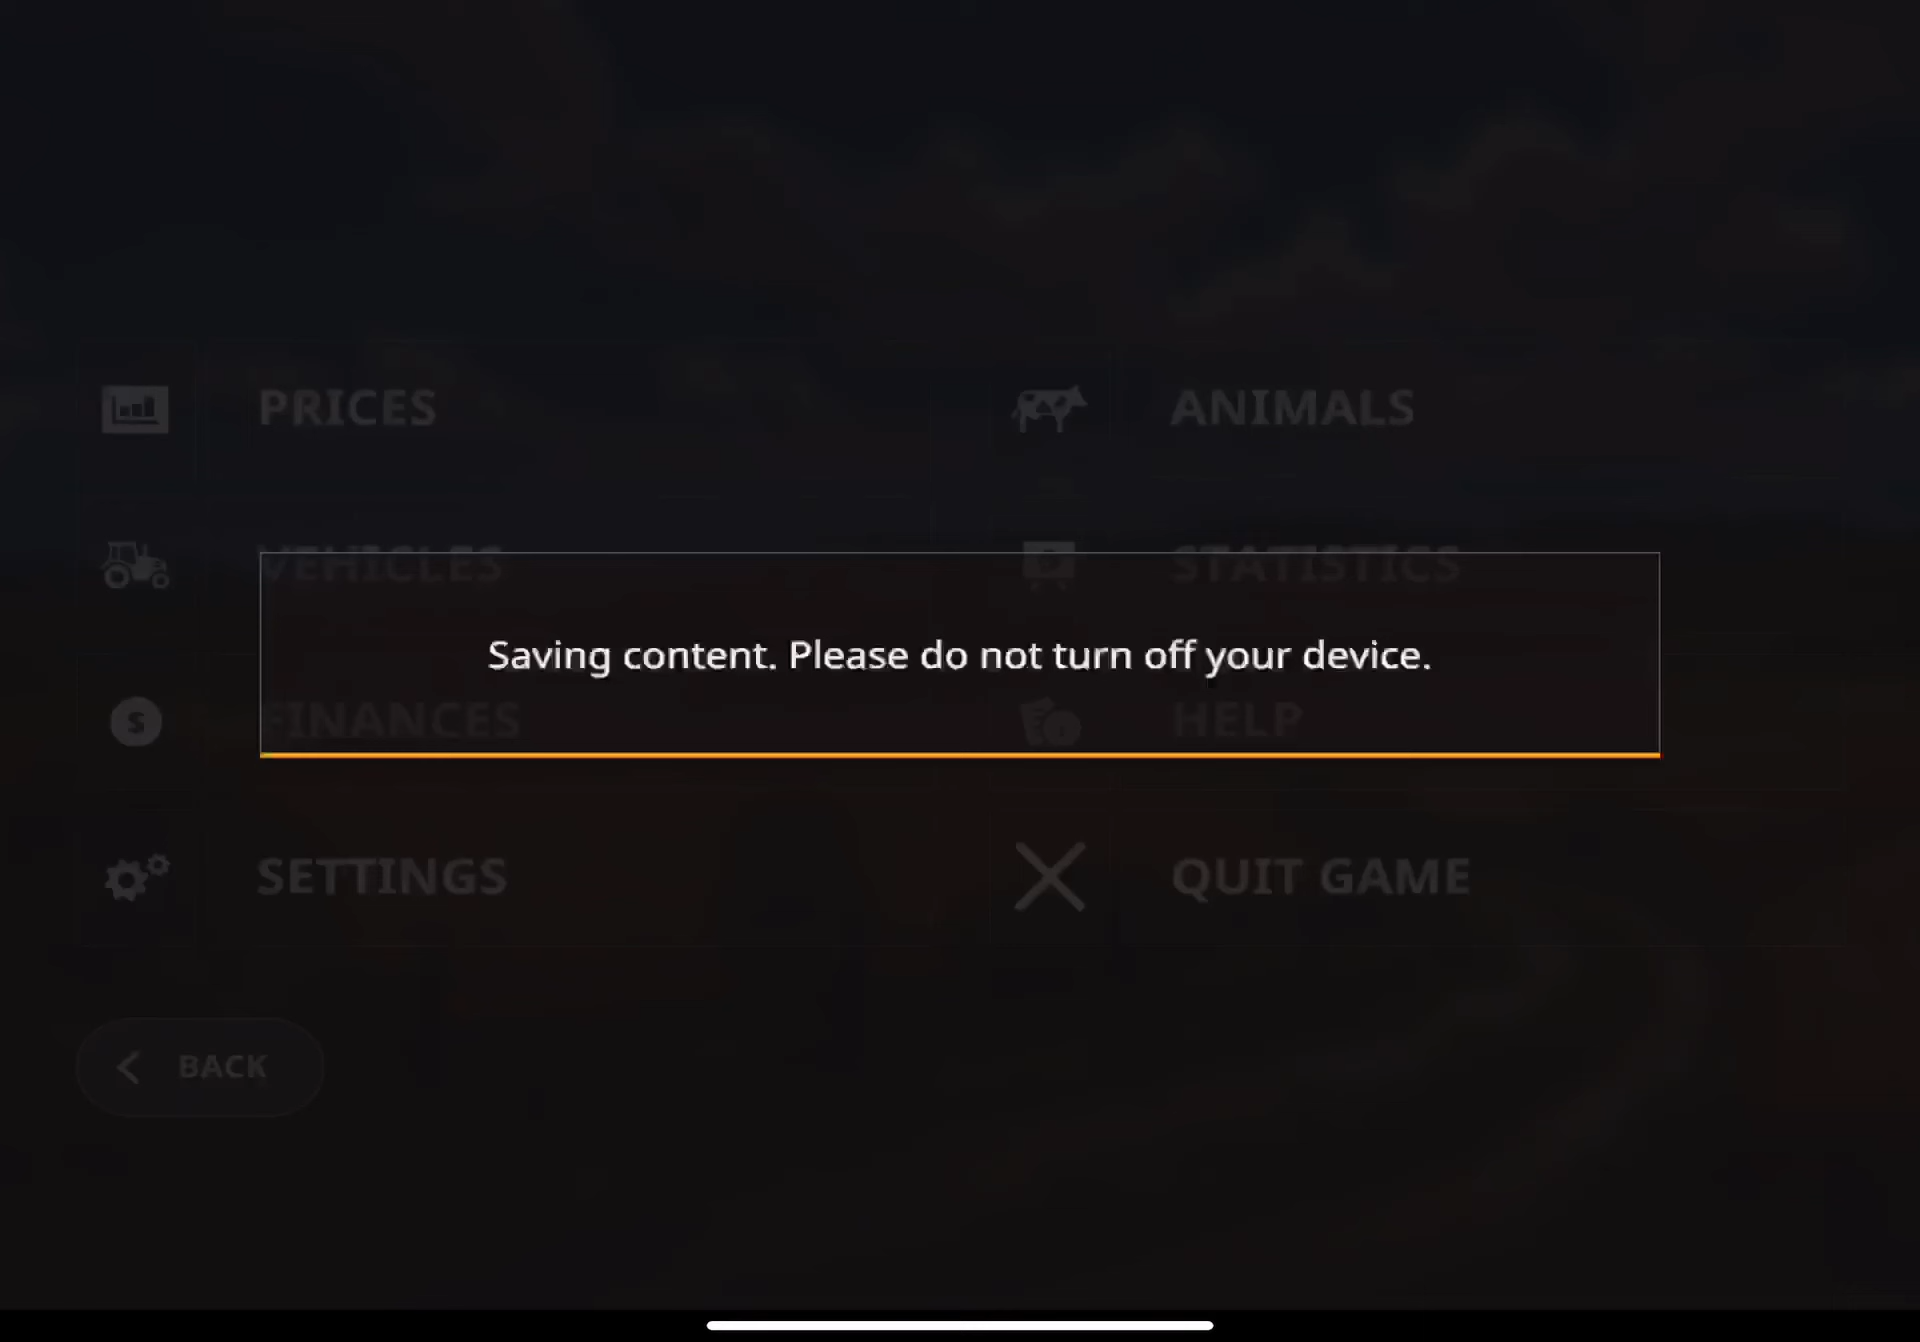 PRICES
ANIMALS
VEHICLES
STATISTICS
Saving content. Please do not turn off your device.
FINANCES
HELP
SETTINGS
QUIT GAME
BACK